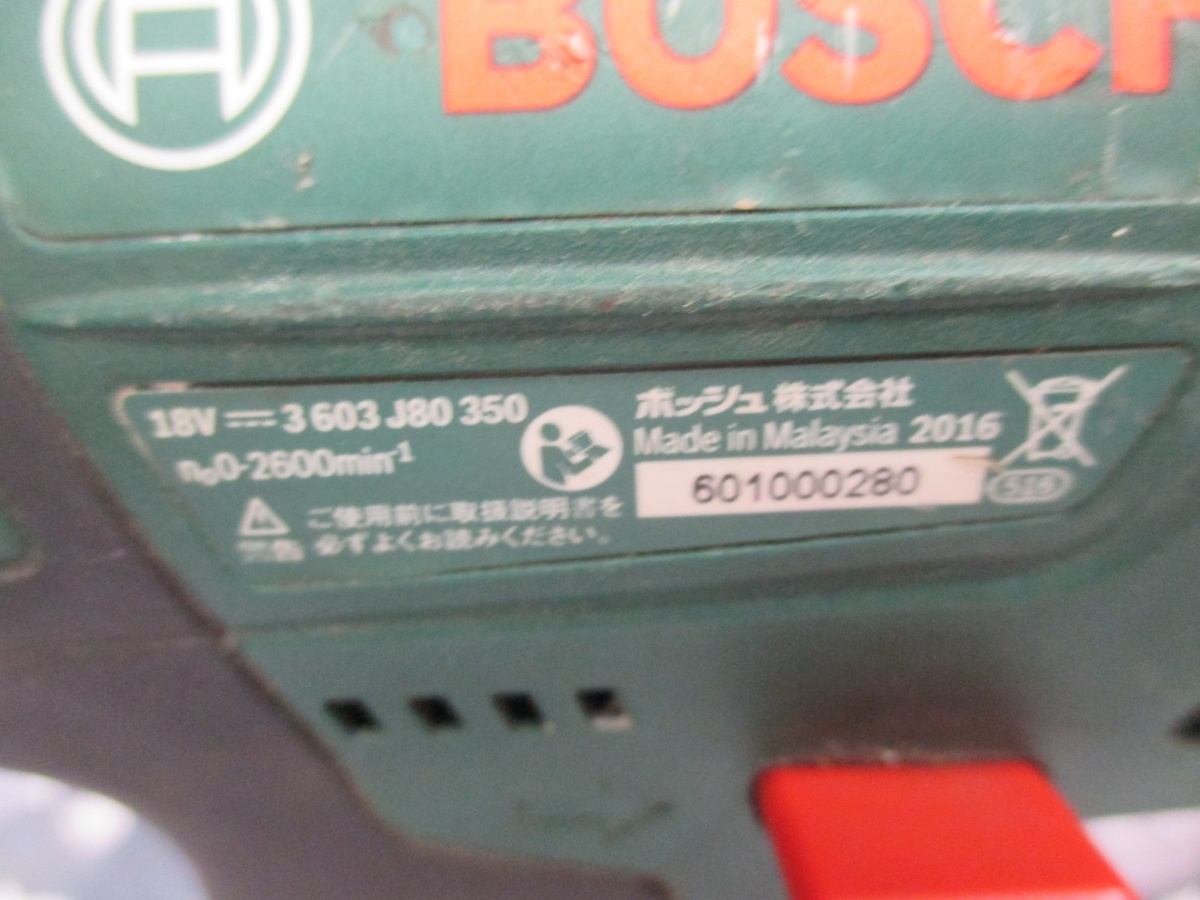 BOSCH
18V ⎓ 3 603 J80 350
n₀0-2600min⁻¹
ご使用前に取扱説明書を
必ずよくお読みください。
ボッシュ株式会社
Made in Malaysia 2016
601000280
516